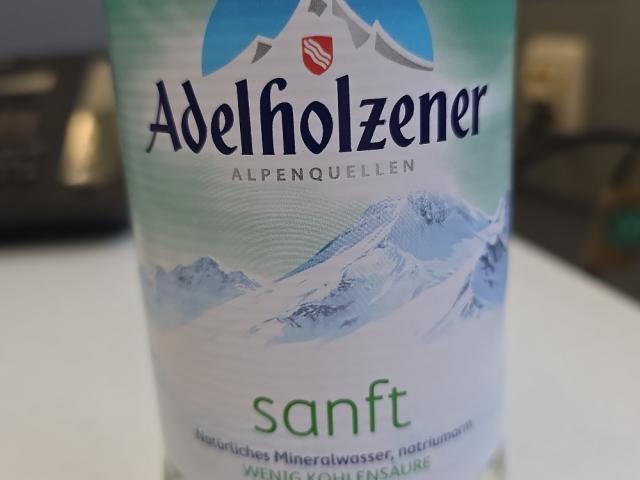 Adelholzener
ALPENQUELLEN
sanft
Natürliches Mineralwasser, natriumarm
WENIG KOHLENSÄURE